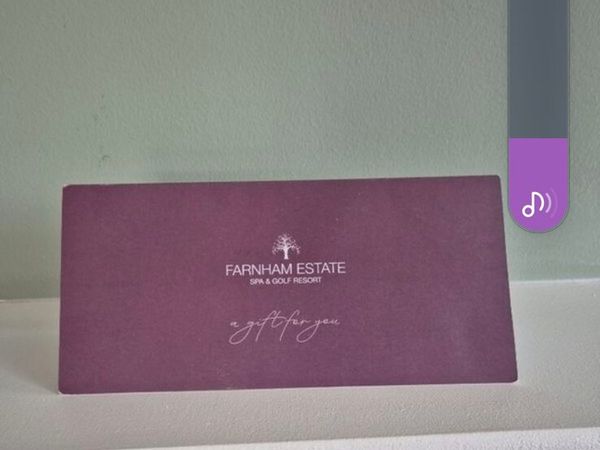 FARNHAM ESTATE
SPA & GOLF RESORT
a gift for you